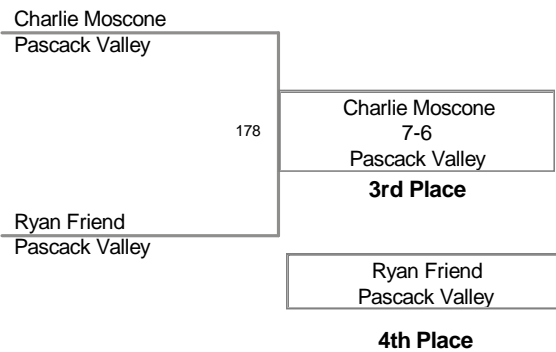 Charlie Moscone
Pascack Valley
178
Charlie Moscone
7-6
Pascack Valley
3rd Place
Ryan Friend
Pascack Valley
Ryan Friend
Pascack Valley
4th Place